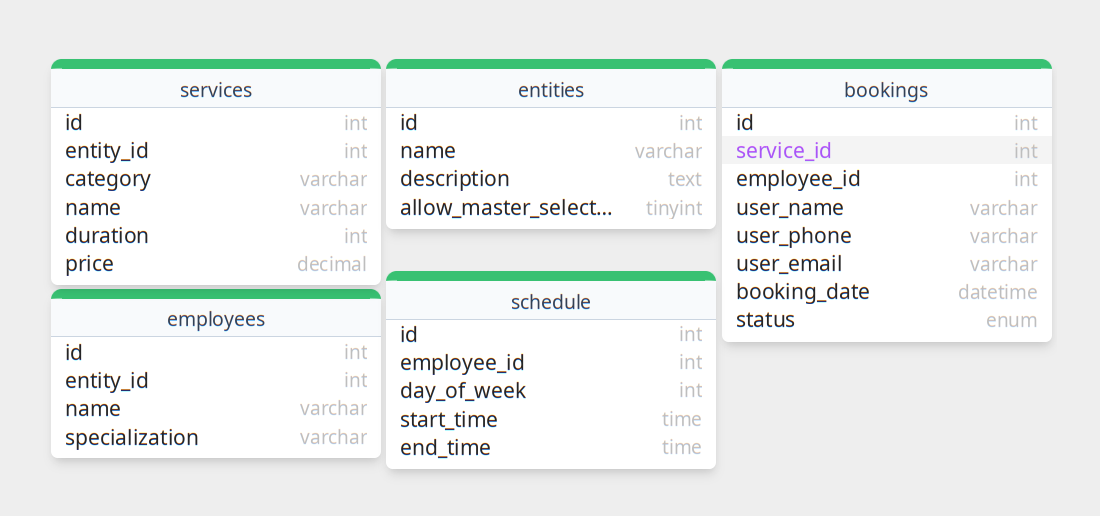 services
id int
entity_id int
category varchar
name varchar
duration int
price decimal
entities
id int
name varchar
description text
allow_master_select... tinyint
bookings
id int
service_id int
employee_id int
user_name varchar
user_phone varchar
user_email varchar
booking_date datetime
status enum
employees
id int
entity_id int
name varchar
specialization varchar
schedule
id int
employee_id int
day_of_week int
start_time time
end_time time